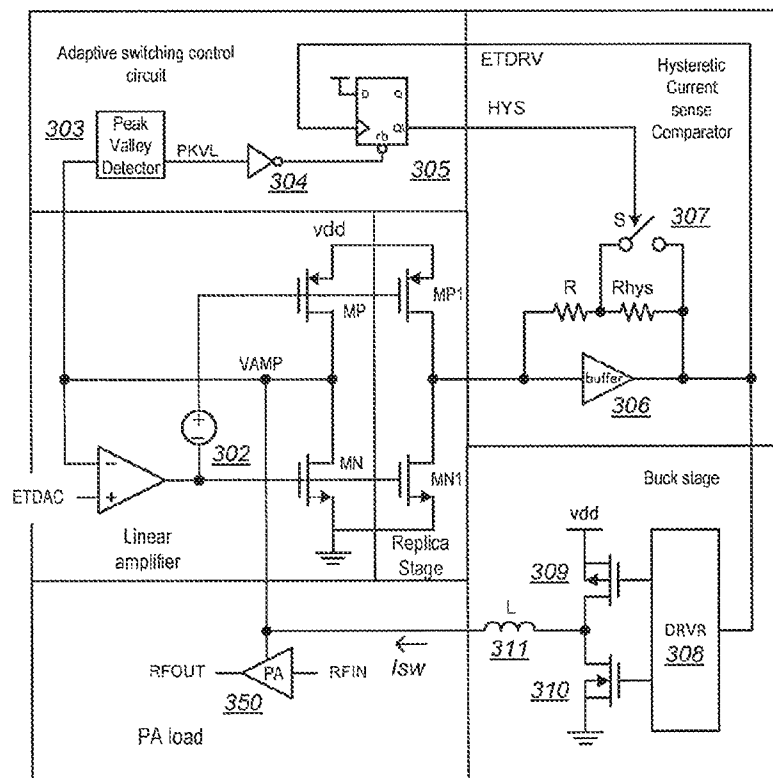 Adaptive switching control
circuit
303
Peak
Valley
Detector
PKVL
304
D
Q
rb
305
ETDRV
HYS
Hysteretic
Current
sense
Comparator
S
307
R
Rhys
buffer
306
vdd
MP
MP1
VAMP
302
MN
MN1
ETDAC
Linear
amplifier
Replica
Stage
Buck stage
vdd
309
310
DRVR
308
L
311
Isw
RFOUT
PA
RFIN
350
PA load